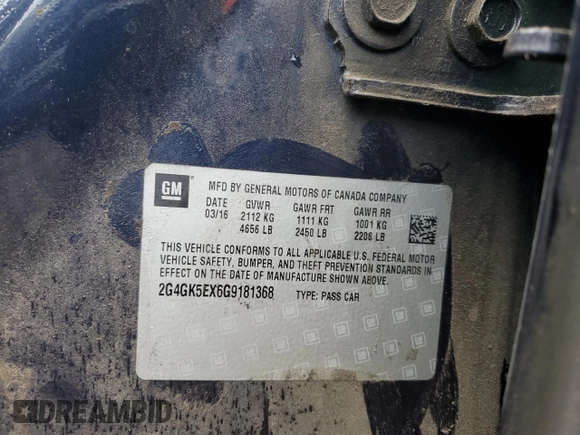 GM
MFD BY GENERAL MOTORS OF CANADA COMPANY
DATE GVWR GAWR FRT GAWR RR
03/16 2112 KG 1111 KG 1001 KG
4656 LB 2450 LB 2206 LB
THIS VEHICLE CONFORMS TO ALL APPLICABLE U.S. FEDERAL MOTOR
VEHICLE SAFETY, BUMPER, AND THEFT PREVENTION STANDARDS IN
EFFECT ON THE DATE OF MANUFACTURE SHOWN ABOVE.
2G4GK5EX6G9181368 TYPE: PASS CAR
DREAMBID